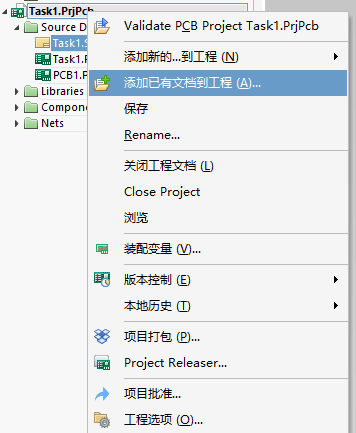 Task1.PrjPcb
Source D
Task1.S
Task1.P
PCB1.P
Libraries
Compone
Nets
Validate PCB Project Task1.PrjPcb
添加新的...到工程 (N)
添加已有文档到工程 (A)...
保存
Rename...
关闭工程文档 (L)
Close Project
浏览
装配变量 (V)...
版本控制 (E)
本地历史 (T)
项目打包 (P)...
Project Releaser...
项目批准...
工程选项 (O)...